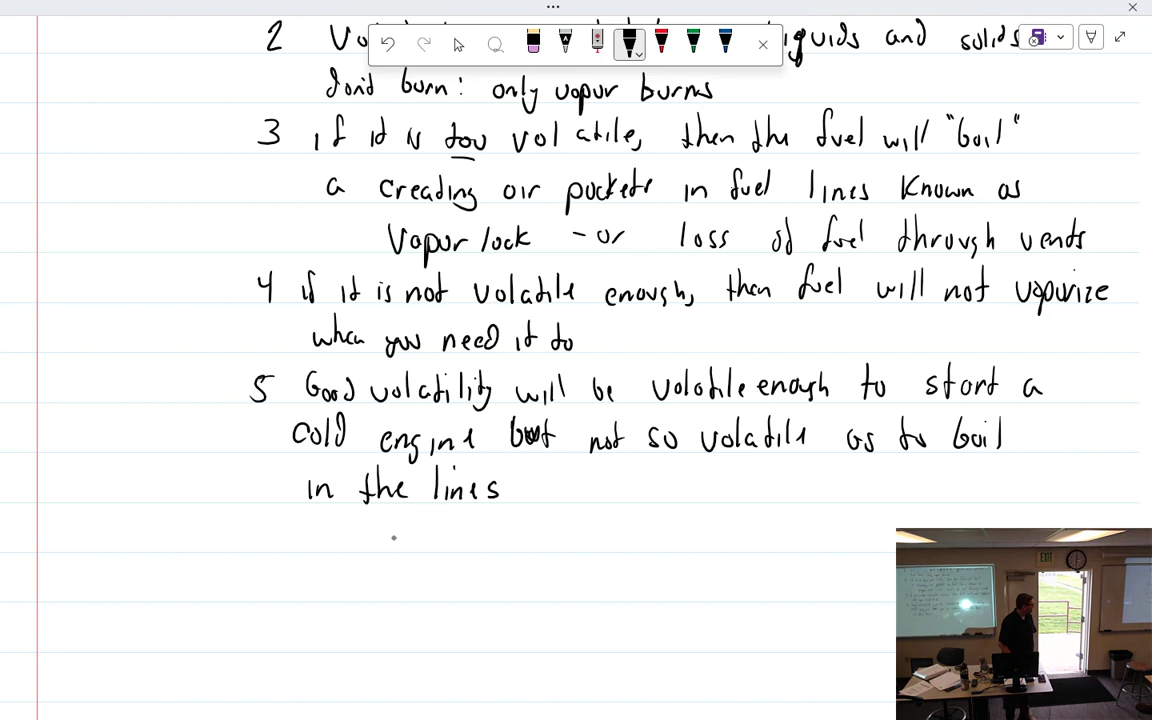 2 iquids and solids
don't burn: only vapor burns
3 if it is too volatile, then the fuel will "boil"
a creading air pockets in fuel lines known as
Vapor lock - or loss of fuel through vents
4 if it is not volatile enough, then fuel will not vaporize
when you need it to
5 Good volatility will be volatile enough to start a
cold engine but not so volatile as to boil
in the lines
EXIT